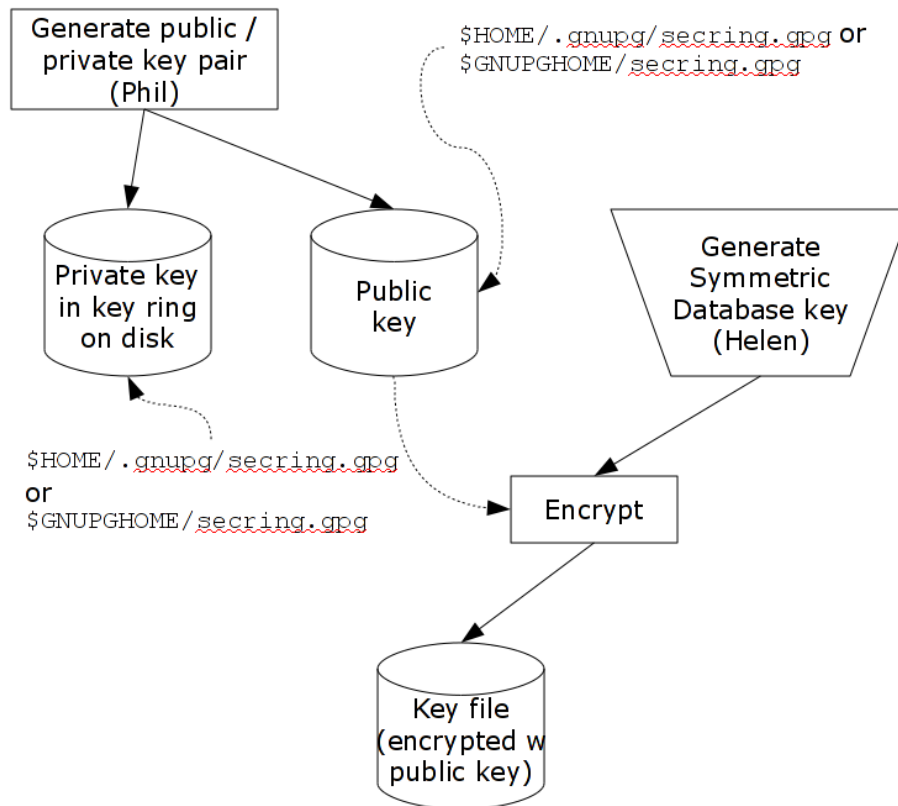 Generate public /
private key pair
(Phil)
$HOME/.gnupg/secring.gpg or
$GNUPGHOME/secring.gpg
Private key
in key ring
on disk
Public
key
Generate
Symmetric
Database key
(Helen)
$HOME/.gnupg/secring.gpg
or
$GNUPGHOME/secring.gpg
Encrypt
Key file
(encrypted w
public key)